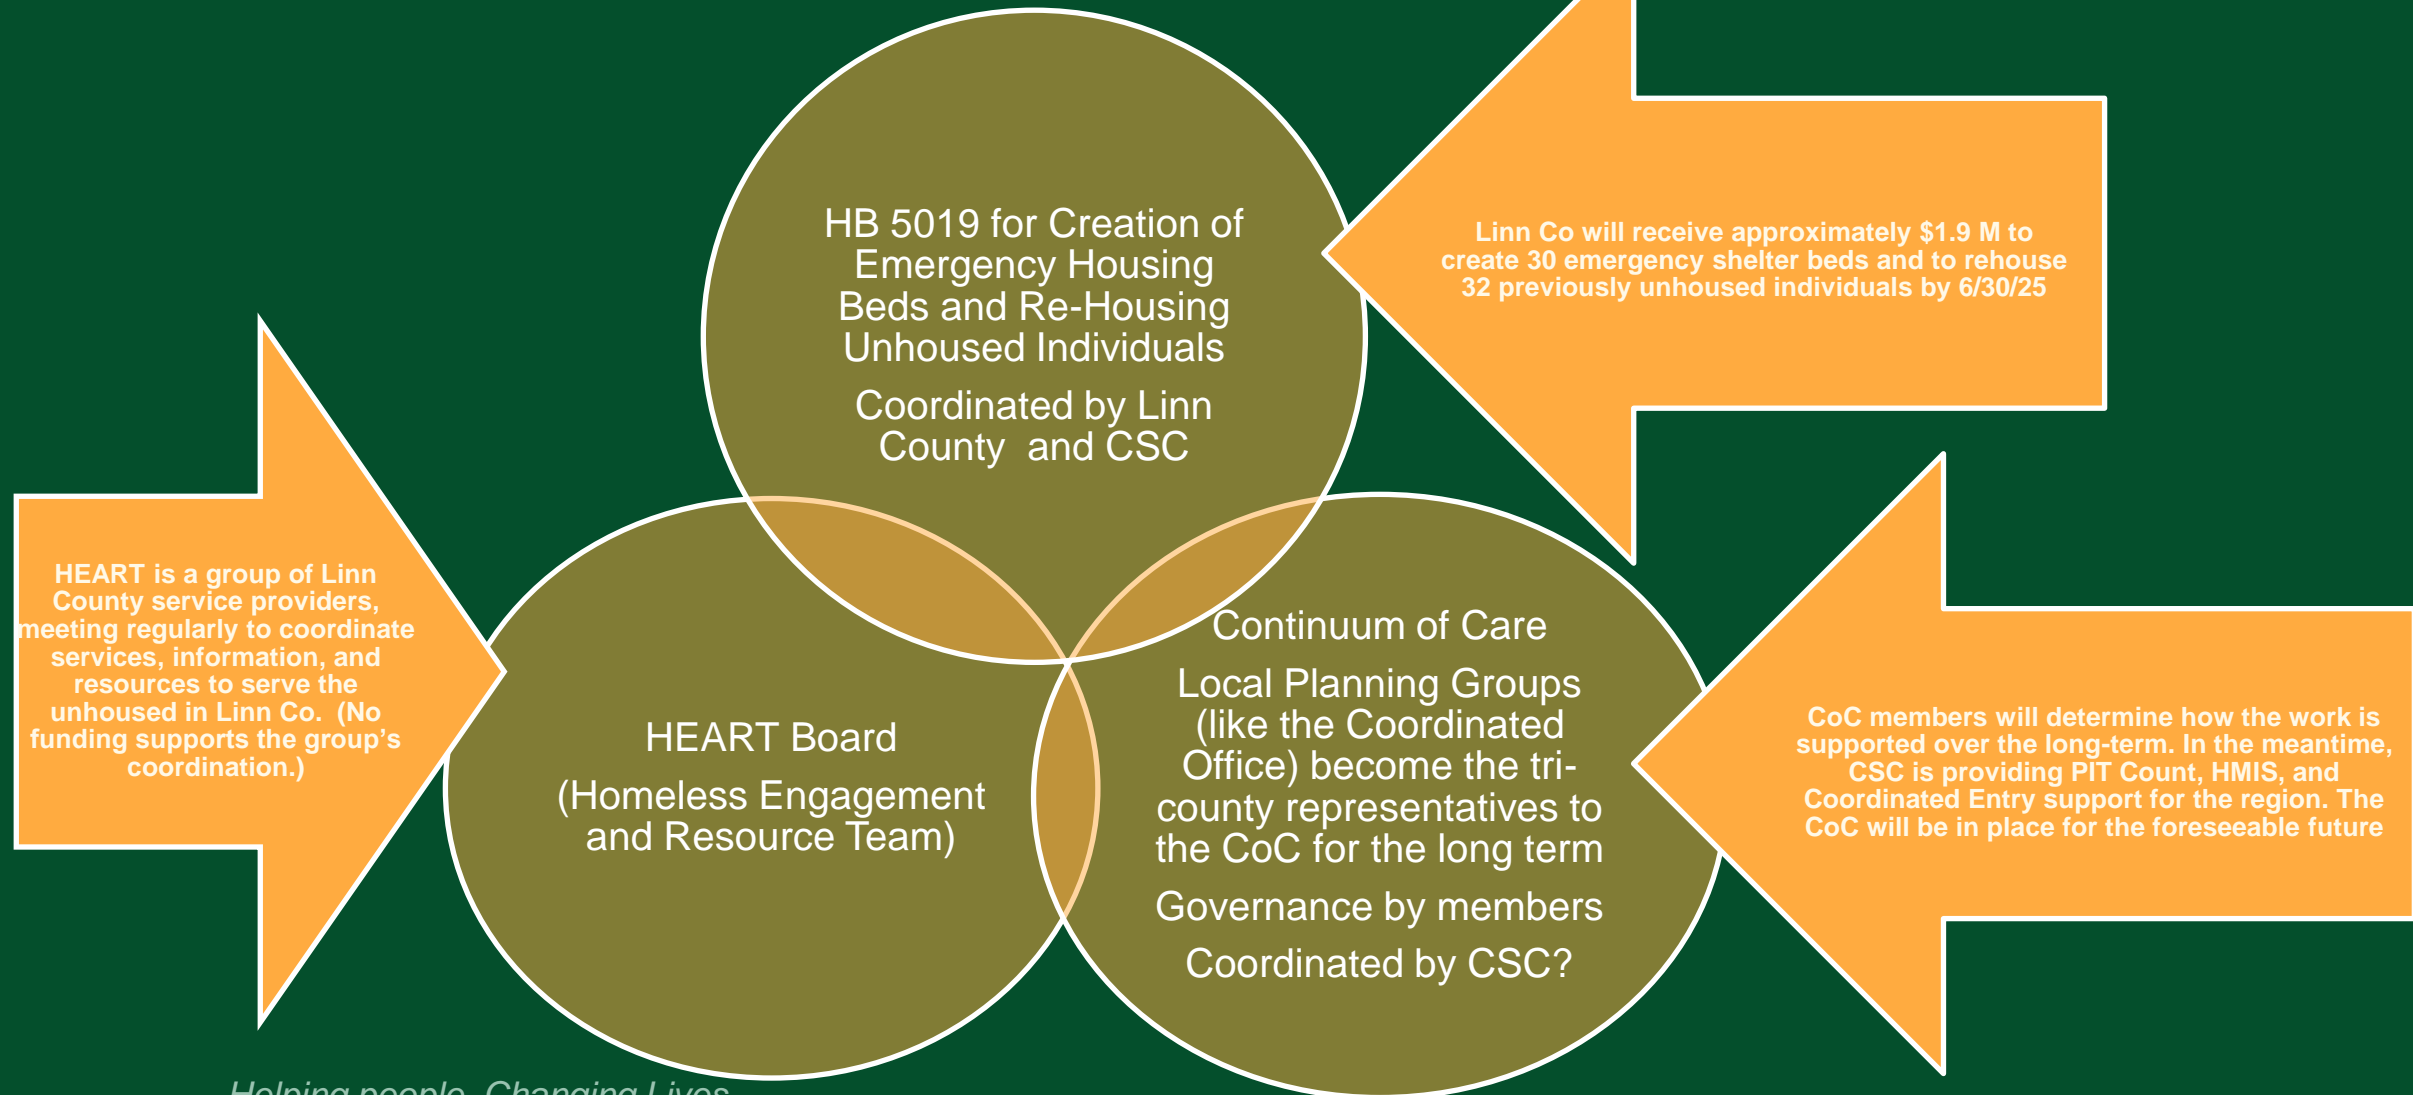 HB 5019 for Creation of
Emergency Housing
Beds and Re-Housing
Unhoused Individuals
Coordinated by Linn
County  and CSC
Linn Co will receive approximately $1.9 M to
create 30 emergency shelter beds and to rehouse
32 previously unhoused individuals by 6/30/25
HEART is a group of Linn
County service providers,
meeting regularly to coordinate
services, information, and
resources to serve the
unhoused in Linn Co.  (No
funding supports the group's
coordination.)
HEART Board
(Homeless Engagement
and Resource Team)
Continuum of Care
Local Planning Groups
(like the Coordinated
Office) become the tri-
county representatives to
the CoC for the long term
Governance by members
Coordinated by CSC?
CoC members will determine how the work is
supported over the long-term. In the meantime,
CSC is providing PIT Count, HMIS, and
Coordinated Entry support for the region. The
CoC will be in place for the foreseeable future
Helping people. Changing Lives.